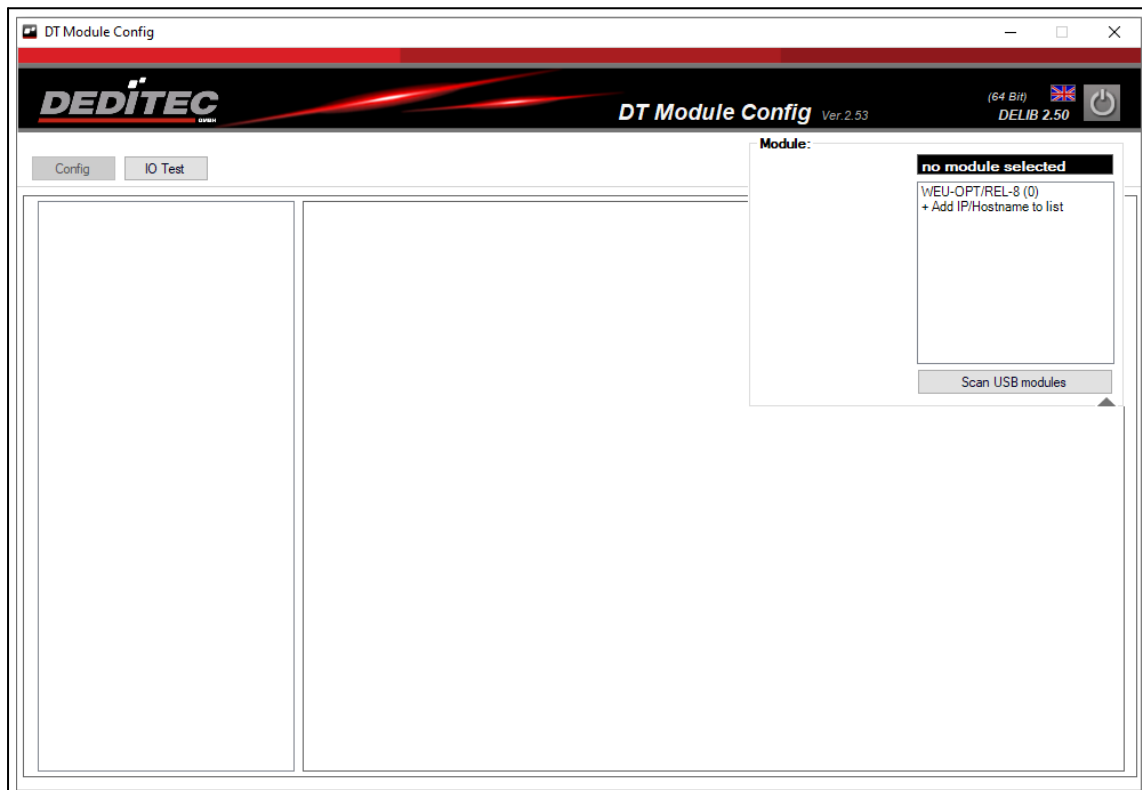 DT Module Config
DEDITEC
GMBH
DT Module Config Ver.2.53
(64 Bit)
DELIB 2.50
Config
IO Test
Module:
no module selected
WEU-OPT/REL-8 (0)
+ Add IP/Hostname to list
Scan USB modules